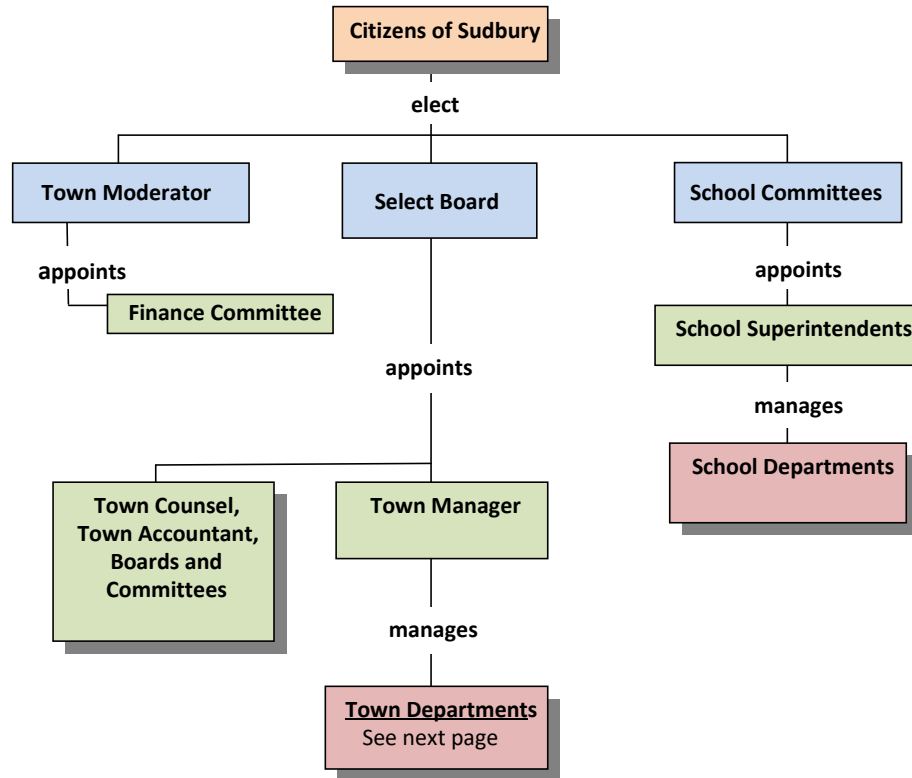 Citizens of Sudbury
elect
Town Moderator
Select Board
School Committees
appoints
appoints
Finance Committee
School Superintendents
appoints
manages
School Departments
Town Counsel,
Town Accountant,
Boards and
Committees
Town Manager
manages
Town Departments
See next page